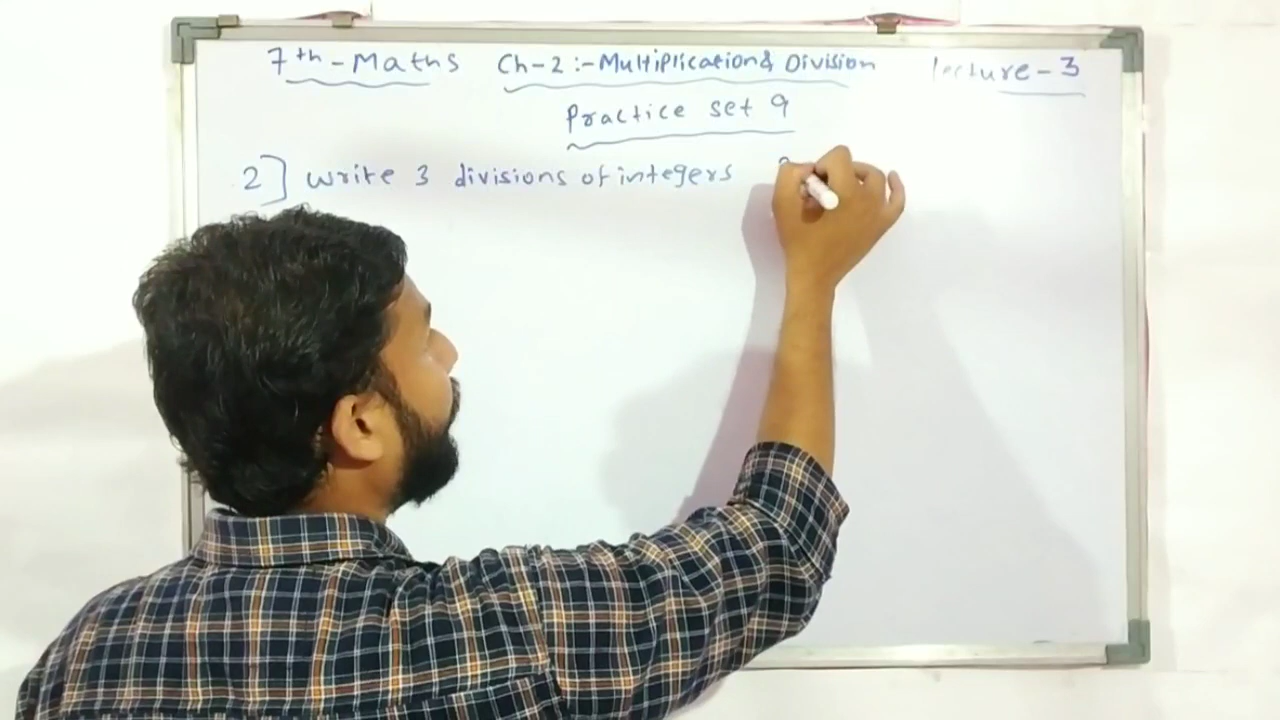 7th - Maths Ch-2 :- Multiplication & Division lecture - 3
Practice set 9
2] Write 3 divisions of integers